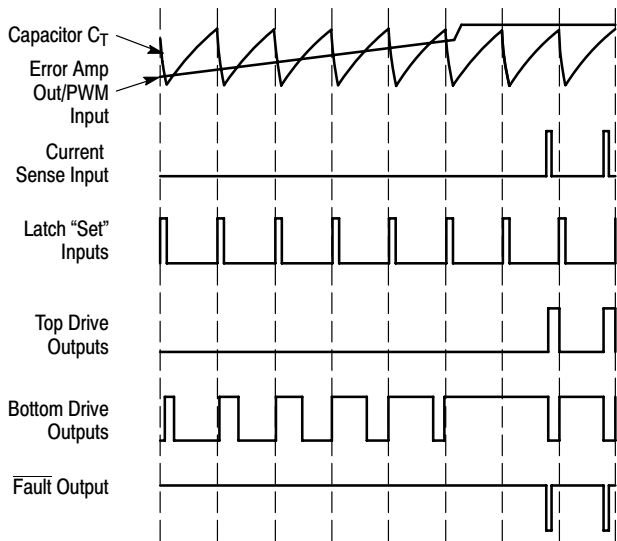 Capacitor CT
Error Amp
Out/PWM
Input
Current
Sense Input
Latch “Set”
Inputs
Top Drive
Outputs
Bottom Drive
Outputs
Fault Output